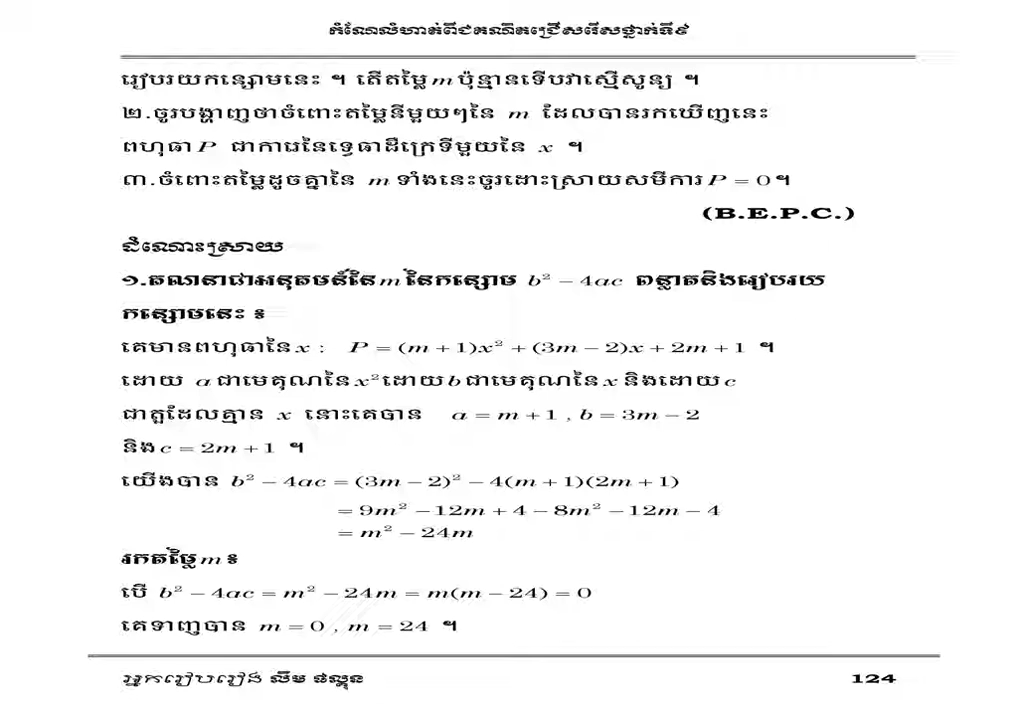 កំណែលំហាត់ពីជគណិតជ្រើសរើសថ្នាក់ទី៩
រៀបរយកន្សោមនេះ ។ តើតម្លៃ m ប៉ុន្មានទើបវាស្មើសូន្យ ។
២.ចូរបង្ហាញថាចំពោះតម្លៃនីមួយៗនៃ m ដែលបានរកឃើញនេះ
ពហុធា P ជាការេនៃទ្វេធាដឺក្រេទីមួយនៃ x ។
៣.ចំពោះតម្លៃដូចគ្នានៃ m ទាំងនេះចូរដោះស្រាយសមីការ P = 0 ។
(B.E.P.C.)
ដំណោះស្រាយ
១.គណនាជាអនុគមន៍នៃ m នៃកន្សោម b² − 4ac ពន្លាតនិងរៀបរយ
កន្សោមនេះ ៖
គេមានពហុធានៃ x : P = (m + 1)x² + (3m − 2)x + 2m + 1 ។
ដោយ a ជាមេគុណនៃ x² ដោយ b ជាមេគុណនៃ x និងដោយ c
ជាតួដែលគ្មាន x នោះគេបាន a = m + 1 , b = 3m − 2
និង c = 2m + 1 ។
យើងបាន b² − 4ac = (3m − 2)² − 4(m + 1)(2m + 1)
= 9m² − 12m + 4 − 8m² − 12m − 4
= m² − 24m
រកតម្លៃ m ៖
បើ b² − 4ac = m² − 24m = m(m − 24) = 0
គេទាញបាន m = 0 , m = 24 ។
អ្នករៀបរៀង លឹម ផល្គុន
124